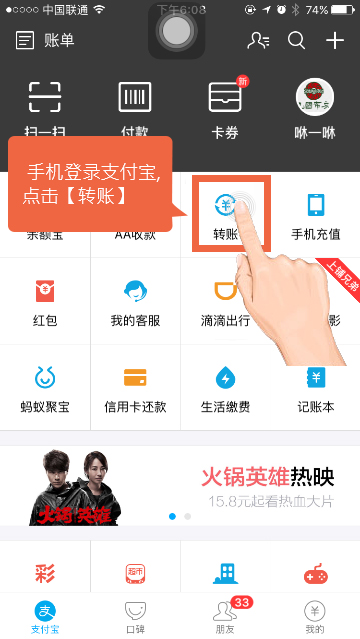 中国联通 下午6:08 74%
账单
新
扫一扫 付款 卡券 咻一咻
手机登录支付宝,
点击【转账】
余额宝 AA收款 转账 手机充值
上铺兄弟
红包 我的客服 滴滴出行 影
蚂蚁聚宝 信用卡还款 生活缴费 记账本
火锅英雄
火锅英雄热映
15.8元起看热血大片
彩 超市
33
支付宝 口碑 朋友 我的